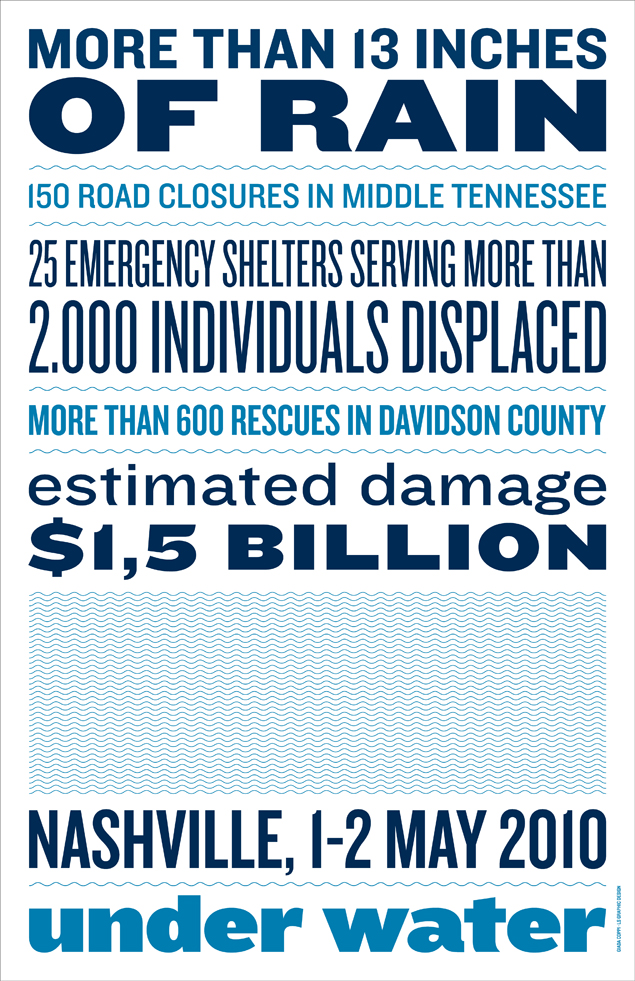 MORE THAN 13 INCHES
OF RAIN
150 ROAD CLOSURES IN MIDDLE TENNESSEE
25 EMERGENCY SHELTERS SERVING MORE THAN
2.000 INDIVIDUALS DISPLACED
MORE THAN 600 RESCUES IN DAVIDSON COUNTY
estimated damage
$1,5 BILLION
NASHVILLE, 1-2 MAY 2010
under water
GRAPHIC DESIGN